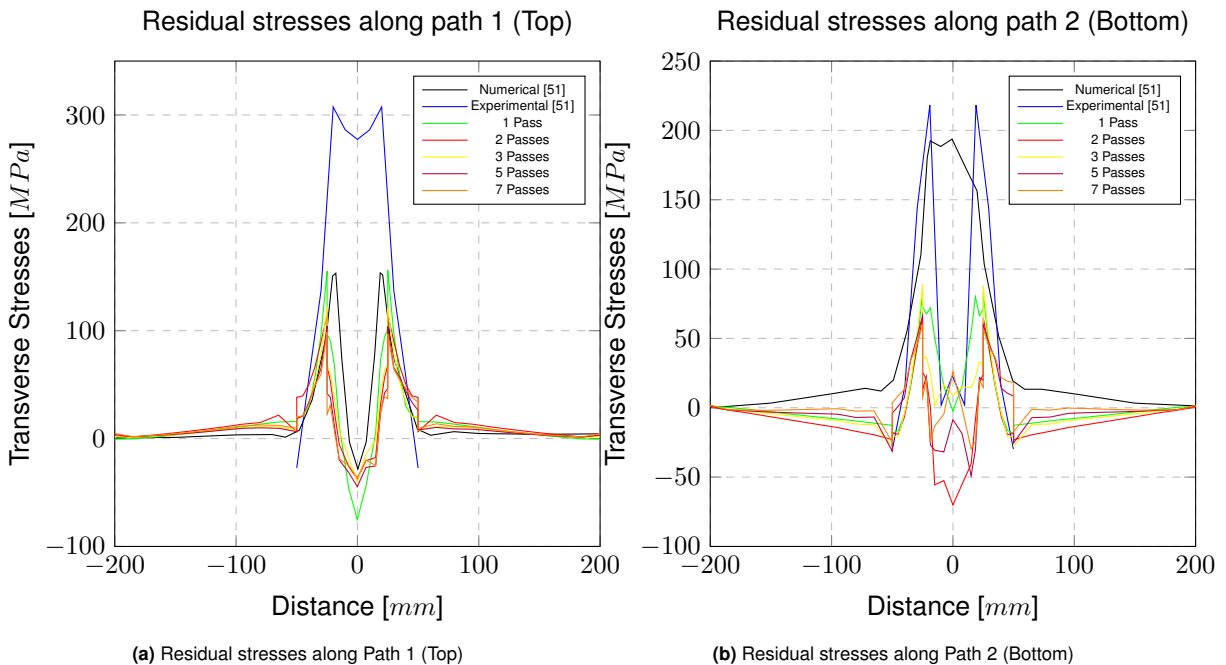 Residual stresses along path 1 (Top)
300
200
100
0
−100
−200
−100
0
100
200
Transverse Stresses [MPa]
Distance [mm]
Numerical [51]
Experimental [51]
1 Pass
2 Passes
3 Passes
5 Passes
7 Passes
(a) Residual stresses along Path 1 (Top)
Residual stresses along path 2 (Bottom)
250
200
150
100
50
0
−50
−100
−200
−100
0
100
200
Transverse Stresses [MPa]
Distance [mm]
Numerical [51]
Experimental [51]
1 Pass
2 Passes
3 Passes
5 Passes
7 Passes
(b) Residual stresses along Path 2 (Bottom)